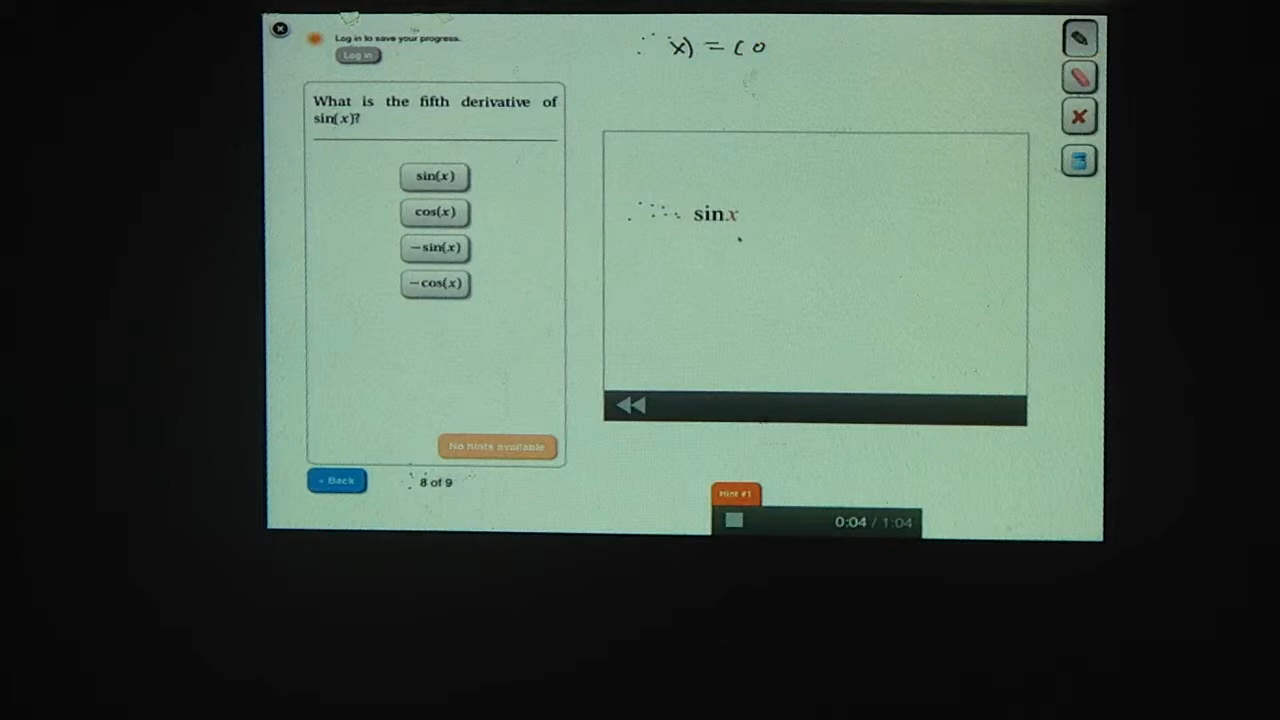 Log in to save your progress.
Log in
x) = co
What is the fifth derivative of
sin(x)?
sin(x)
cos(x)
−sin(x)
−cos(x)
No hints available
sinx
« Back
8 of 9
Hint #1
0:04 / 1:04